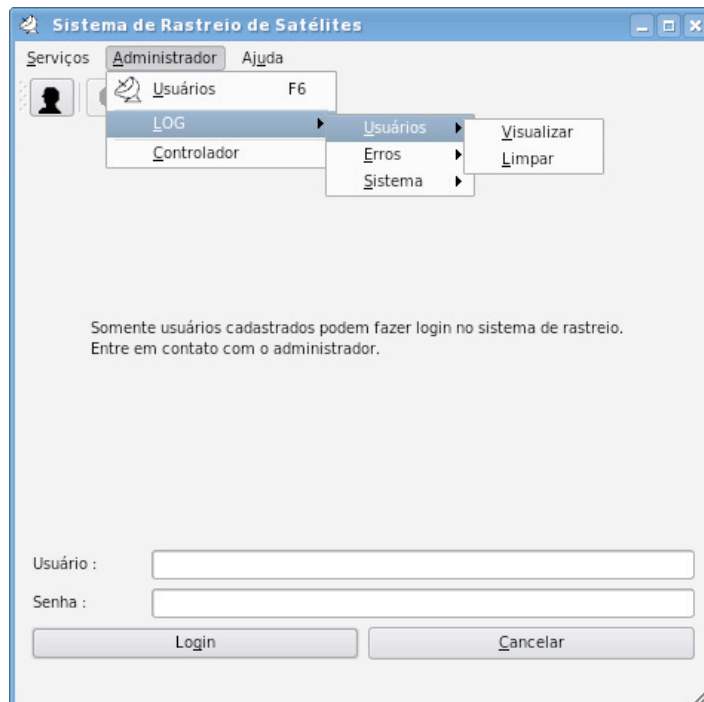 Sistema de Rastreio de Satélites
Serviços Administrador Ajuda
Usuários F6
LOG
Controlador
Usuários
Erros
Sistema
Visualizar
Limpar
Somente usuários cadastrados podem fazer login no sistema de rastreio.
Entre em contato com o administrador.
Usuário :
Senha :
Login Cancelar